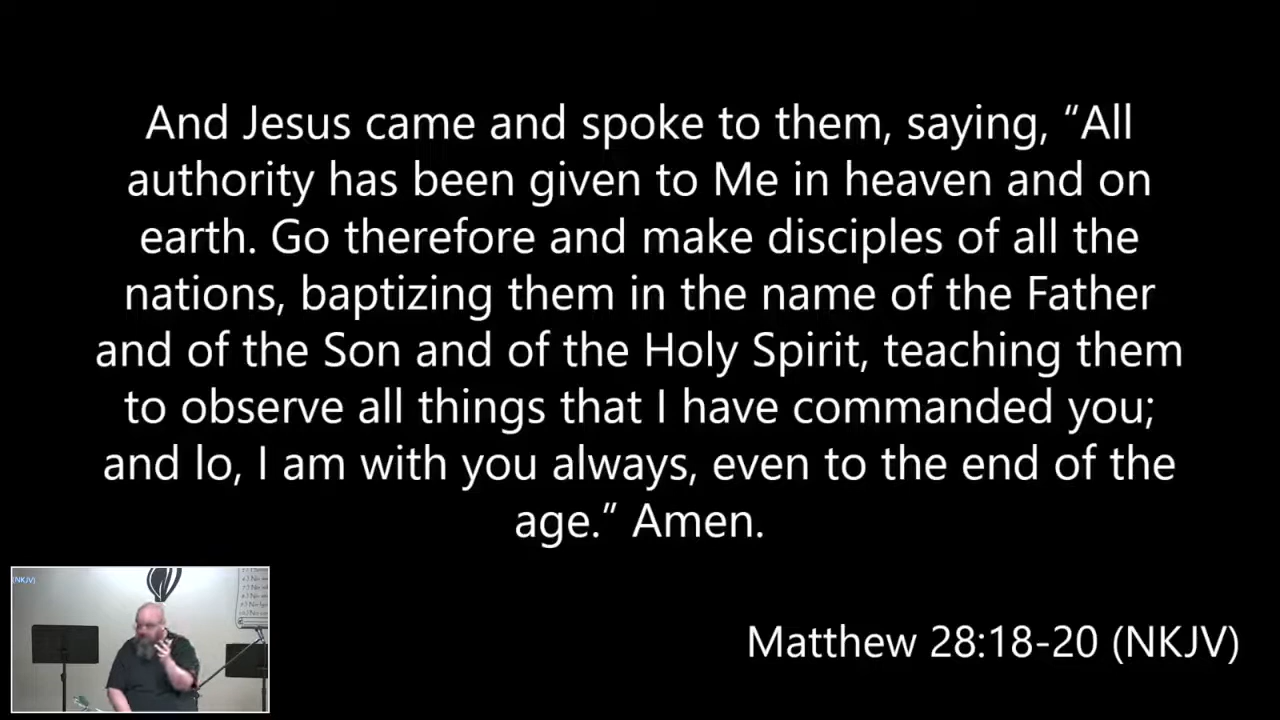 And Jesus came and spoke to them, saying, “All
authority has been given to Me in heaven and on
earth. Go therefore and make disciples of all the
nations, baptizing them in the name of the Father
and of the Son and of the Holy Spirit, teaching them
to observe all things that I have commanded you;
and lo, I am with you always, even to the end of the
age.” Amen.
(NKJV)
Matthew 28:18-20 (NKJV)